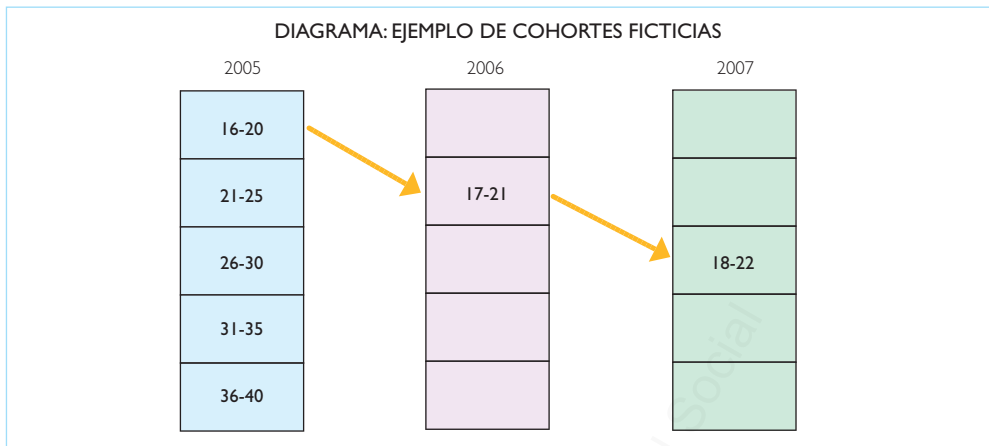 DIAGRAMA: EJEMPLO DE COHORTES FICTICIAS
2005 2006 2007
16-20
21-25 17-21
26-30 18-22
31-35
36-40
l Social